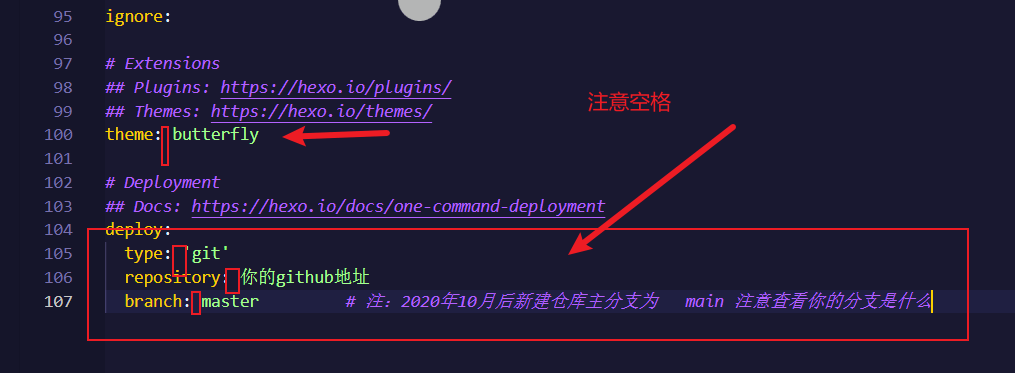 95 ignore:
96
97 # Extensions
98 ## Plugins: https://hexo.io/plugins/
99 ## Themes: https://hexo.io/themes/
注意空格
100 theme: butterfly
101
102 # Deployment
103 ## Docs: https://hexo.io/docs/one-command-deployment
104 deploy:
105 type: 'git'
106 repository: 你的github地址
107 branch: master # 注：2020年10月后新建仓库主分支为 main 注意查看你的分支是什么